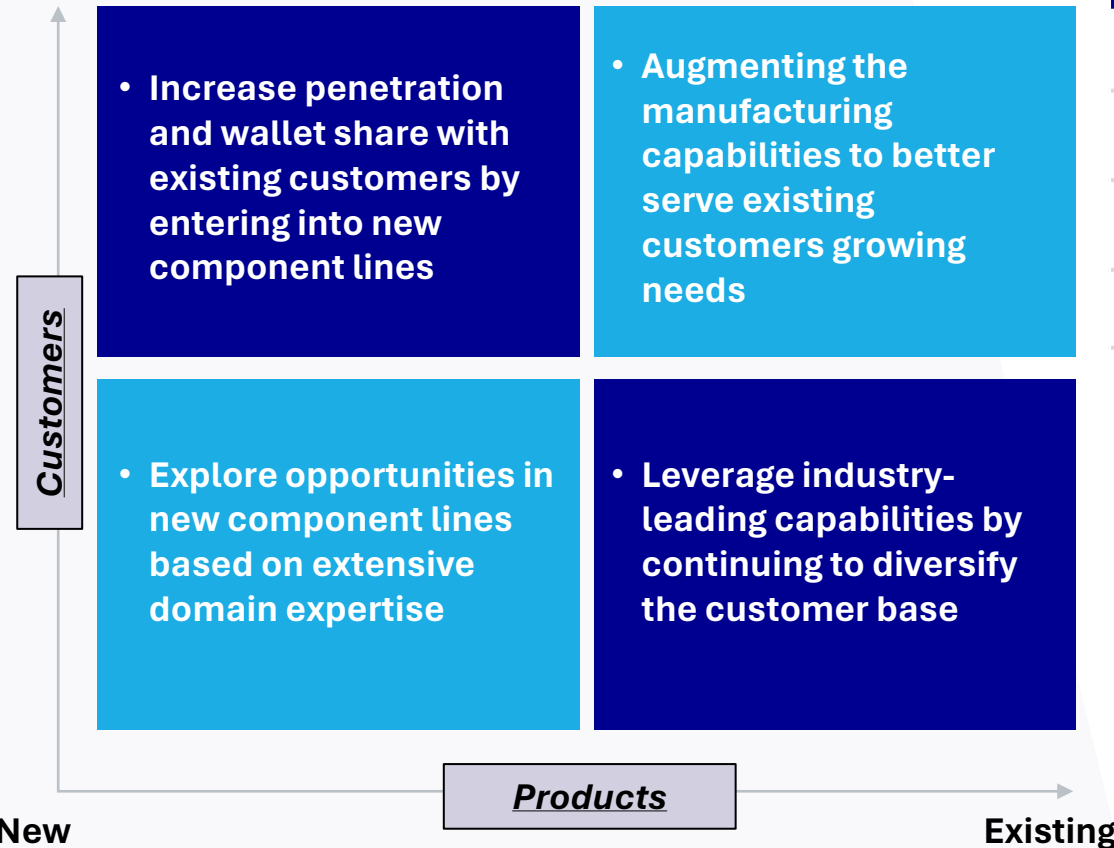 • Increase penetration
and wallet share with
existing customers by
entering into new
component lines
• Augmenting the
manufacturing
capabilities to better
serve existing
customers growing
needs
Customers
• Explore opportunities in
new component lines
based on extensive
domain expertise
• Leverage industry-
leading capabilities by
continuing to diversify
the customer base
Products
New
Existing